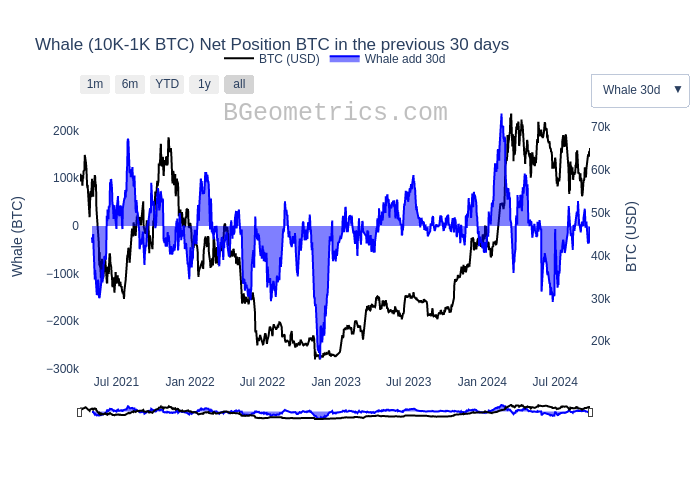 Whale (10K-1K BTC) Net Position BTC in the previous 30 days
BTC (USD)
Whale add 30d
1m
6m
YTD
1y
all
Whale 30d
▼
BGeometrics.com
Whale (BTC)
200k
100k
0
−100k
−200k
−300k
70k
60k
50k
40k
30k
20k
BTC (USD)
Jul 2021
Jan 2022
Jul 2022
Jan 2023
Jul 2023
Jan 2024
Jul 2024